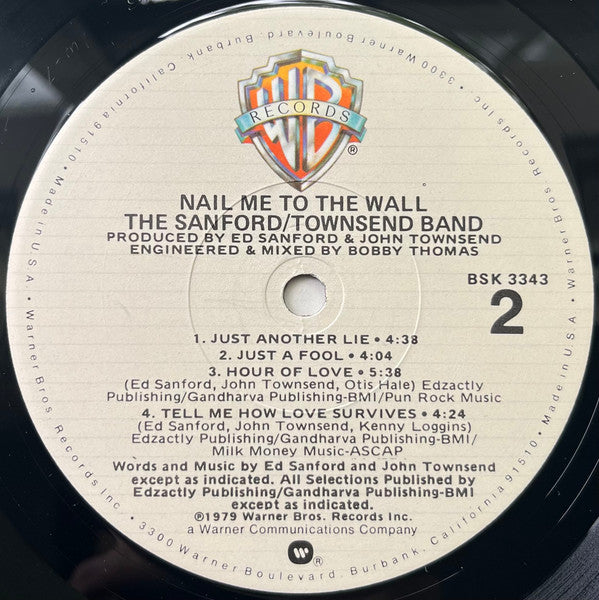 WB
RECORDS
®
NAIL ME TO THE WALL
THE SANFORD/TOWNSEND BAND
PRODUCED BY ED SANFORD & JOHN TOWNSEND
ENGINEERED & MIXED BY BOBBY THOMAS
BSK 3343
2
1. JUST ANOTHER LIE • 4:38
2. JUST A FOOL • 4:04
3. HOUR OF LOVE • 5:38
(Ed Sanford, John Townsend, Otis Hale) Edzactly
Publishing/Gandharva Publishing-BMI/Pun Rock Music
4. TELL ME HOW LOVE SURVIVES • 4:24
(Ed Sanford, John Townsend, Kenny Loggins)
Edzactly Publishing/Gandharva Publishing-BMI/
Milk Money Music-ASCAP
Words and Music by Ed Sanford and John Townsend
except as indicated. All Selections Published by
Edzactly Publishing/Gandharva Publishing-BMI
except as indicated.
℗1979 Warner Bros. Records Inc.
a Warner Communications Company
W ®
Warner Bros Records Inc. • 3300 Warner Boulevard, Burbank, California 91510 • Made in U.S.A. •
Warner Bros Records Inc. • 3300 Warner Boulevard, Burbank, California 91510 • Made in U.S.A. •